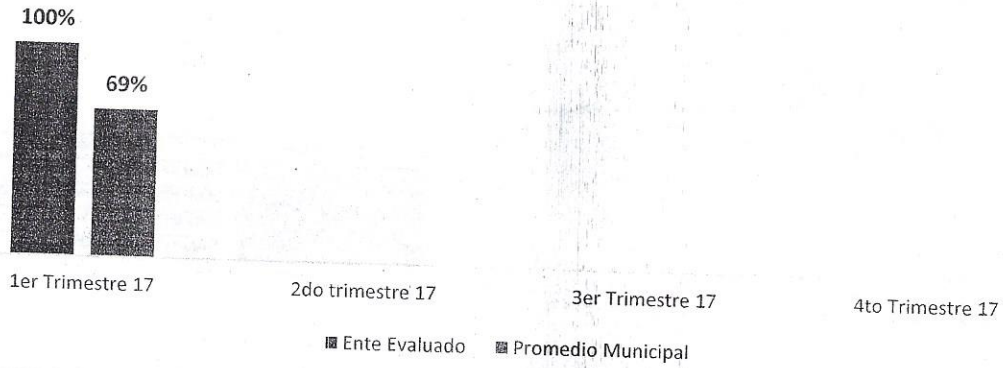 100%
69%
1er Trimestre 17
2do trimestre 17
3er Trimestre 17
4to Trimestre 17
Ente Evaluado
Promedio Municipal